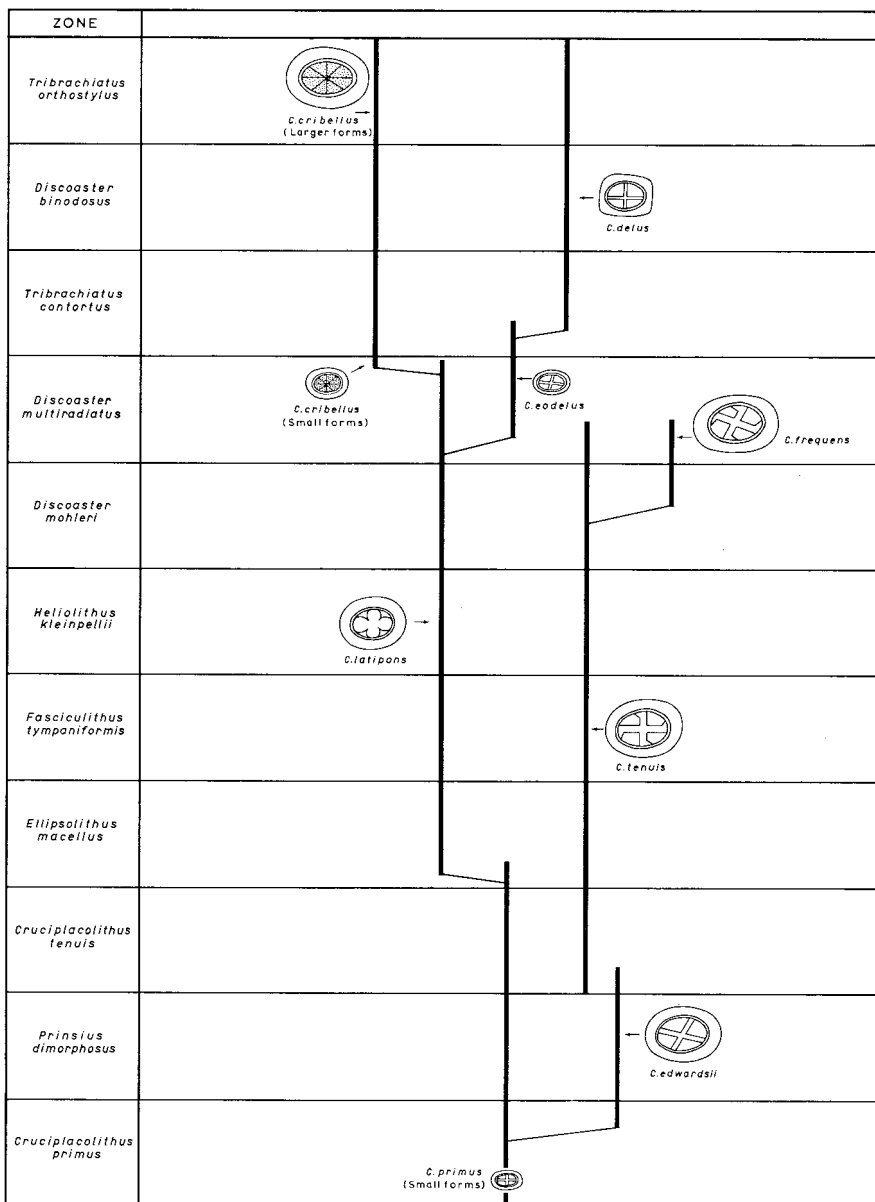 ZONE
Tribrachiatus
orthostylus
C.cribellus
(Larger forms)
Discoaster
binodosus
C.delus
Tribrachiatus
contortus
Discoaster
multiradiatus
C.cribellus
(Small forms)
C.eodelus
C.frequens
Discoaster
mohleri
Heliolithus
kleinpellii
C.latipons
Fasciculithus
tympaniformis
C.tenuis
Ellipsolithus
macellus
Cruciplacolithus
tenuis
Prinsius
dimorphosus
C.edwardsii
Cruciplacolithus
primus
C.primus
(Small forms)